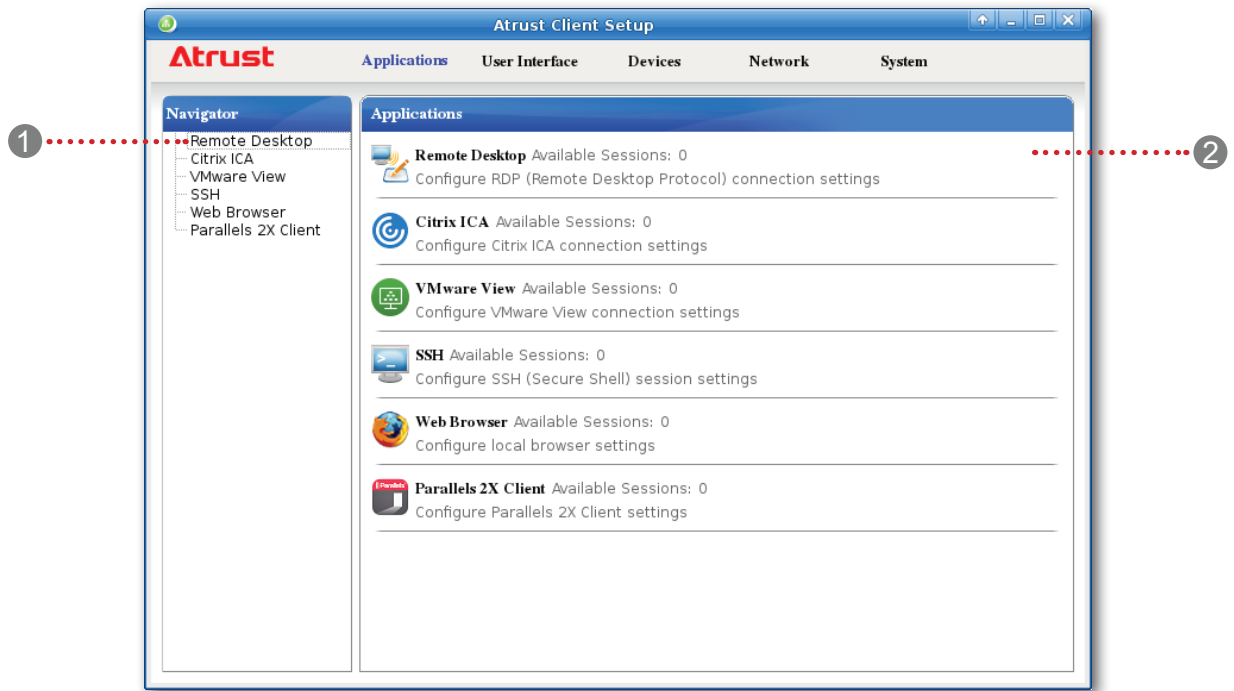 Atrust Client Setup
Atrust
Applications User Interface Devices Network System
Navigator
Remote Desktop
Citrix ICA
VMware View
SSH
Web Browser
Parallels 2X Client
Applications
Remote Desktop Available Sessions: 0
Configure RDP (Remote Desktop Protocol) connection settings
Citrix ICA Available Sessions: 0
Configure Citrix ICA connection settings
VMware View Available Sessions: 0
Configure VMware View connection settings
>_
SSH Available Sessions: 0
Configure SSH (Secure Shell) session settings
Web Browser Available Sessions: 0
Configure local browser settings
Parallels
Parallels 2X Client Available Sessions: 0
Configure Parallels 2X Client settings
1
2